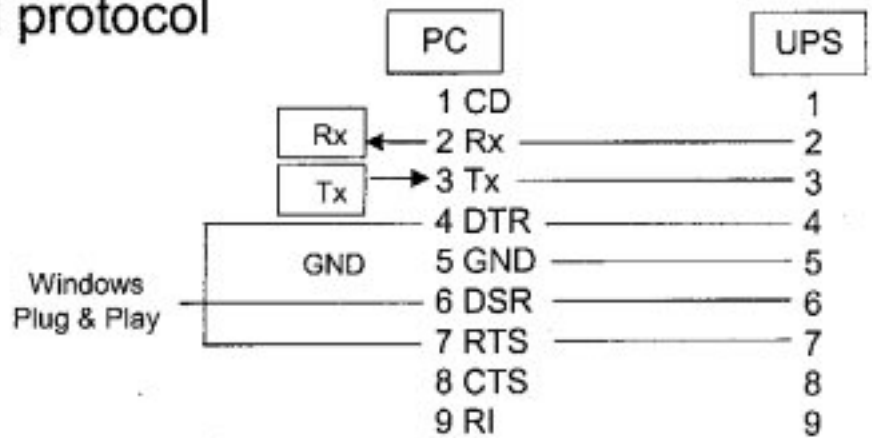 protocol
PC UPS
1 CD 1
Rx 2 Rx 2
Tx 3 Tx 3
4 DTR 4
GND 5 GND 5
Windows 6 DSR 6
Plug & Play 7 RTS 7
8 CTS 8
9 RI 9